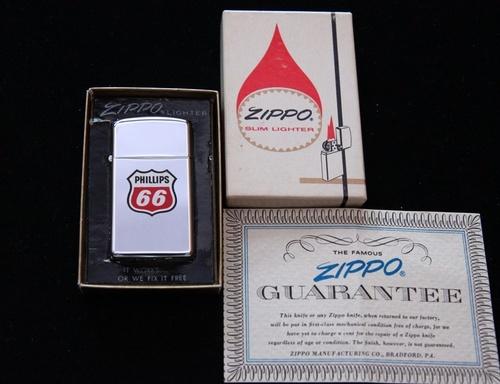 ZIPPO® LIGHTER
PHILLIPS
66
IT WORKS
OR WE FIX IT FREE
ZIPPO®
SLIM LIGHTER
THE FAMOUS
ZIPPO®
GUARANTEE
This knife or any Zippo knife, when returned to our factory,
will be put in first-class mechanical condition free of charge, for we
have yet to charge a cent for the repair of a Zippo knife
regardless of age or condition. The finish, however, is not guaranteed.
ZIPPO MANUFACTURING CO., BRADFORD, PA.